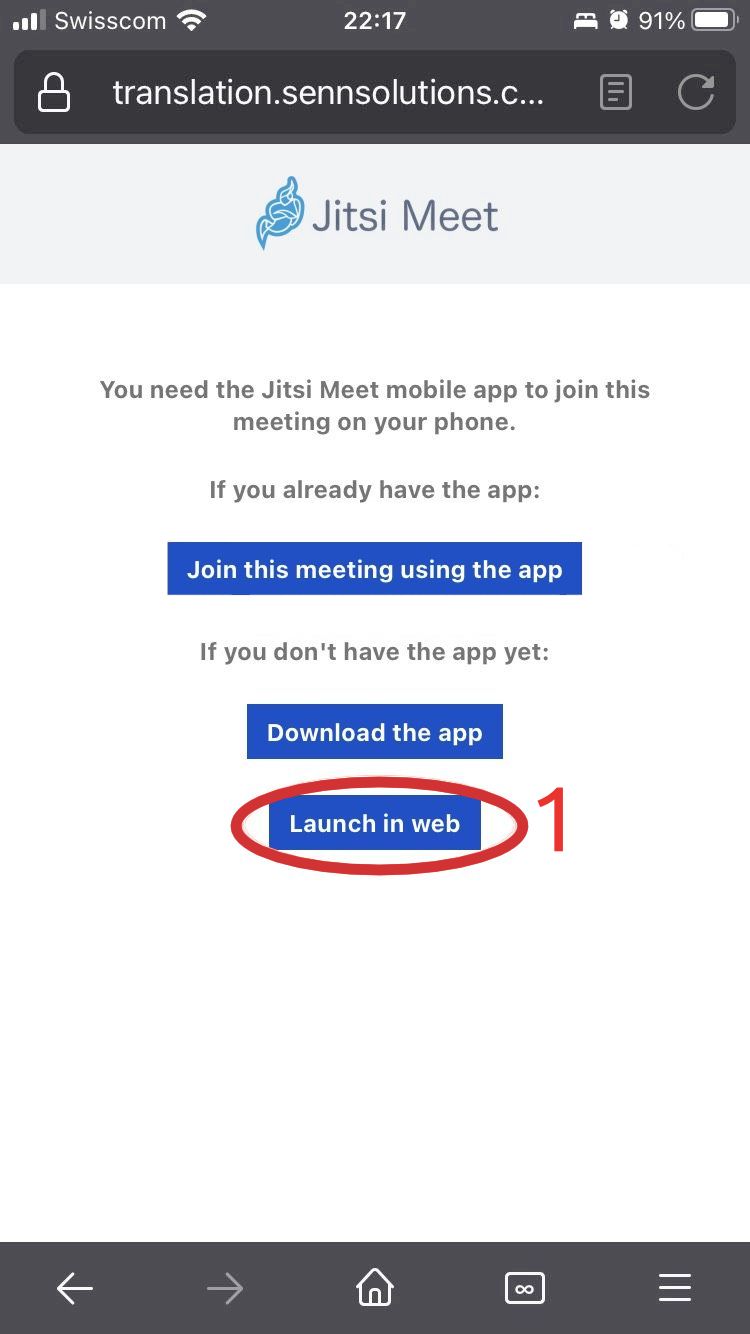 Swisscom 22:17 91%
translation.sennsolutions.c...
Jitsi Meet
You need the Jitsi Meet mobile app to join this
meeting on your phone.
If you already have the app:
Join this meeting using the app
If you don't have the app yet:
Download the app
Launch in web
1